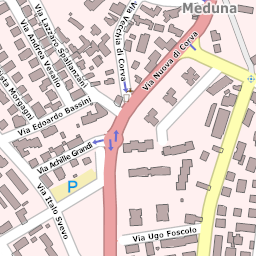 Meduna
Via Lazzaro Spallanzani
Via Vecchia di Corva
Via Nuova di Corva
Via Andrea Vesalio
Morgagni
Via Edoardo Bassini
Via Achille Grandi
P
Via Italo Svevo
Via Ugo Foscolo